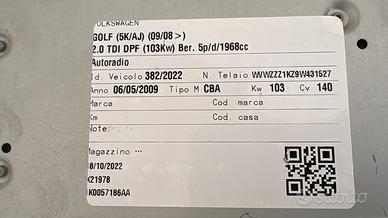 VOLKSWAGEN
GOLF (5K/AJ) (09/08 >)
2.0 TDI DPF (103Kw) Ber. 5p/d/1968cc
Autoradio
Id. Veicolo 382/2022 N. Telaio WVWZZZ1KZ9W431527
Anno 06/05/2009 Tipo M CBA Kw 103 Cv 140
Marca Cod. marca
Km Cod. casa
Note
Magazzino ...
8/10/2022
K21978
0057186AA
subito